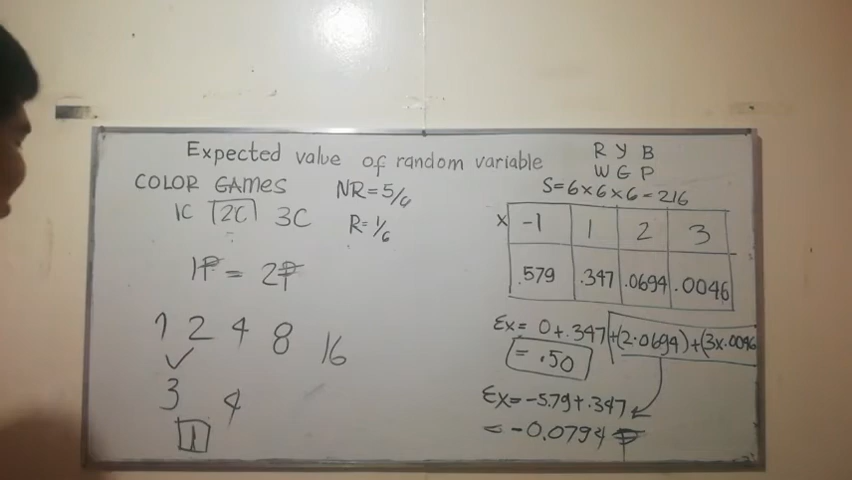 Expected value of random variable
COLOR GAMES
1C 2C 3C
NR = 5/6
R = 1/6
1₱ = 2₱
1 2 4 8 16
✓
3 4
1
R Y B
W G P
S = 6 x 6 x 6 = 216
X -1 1 2 3
.579 .347 .0694 .0046
Ex = 0 + .347 + (2·0694) + (3x.0046
= .50
Ex = -5.79 + .347
= -0.0794 ₱